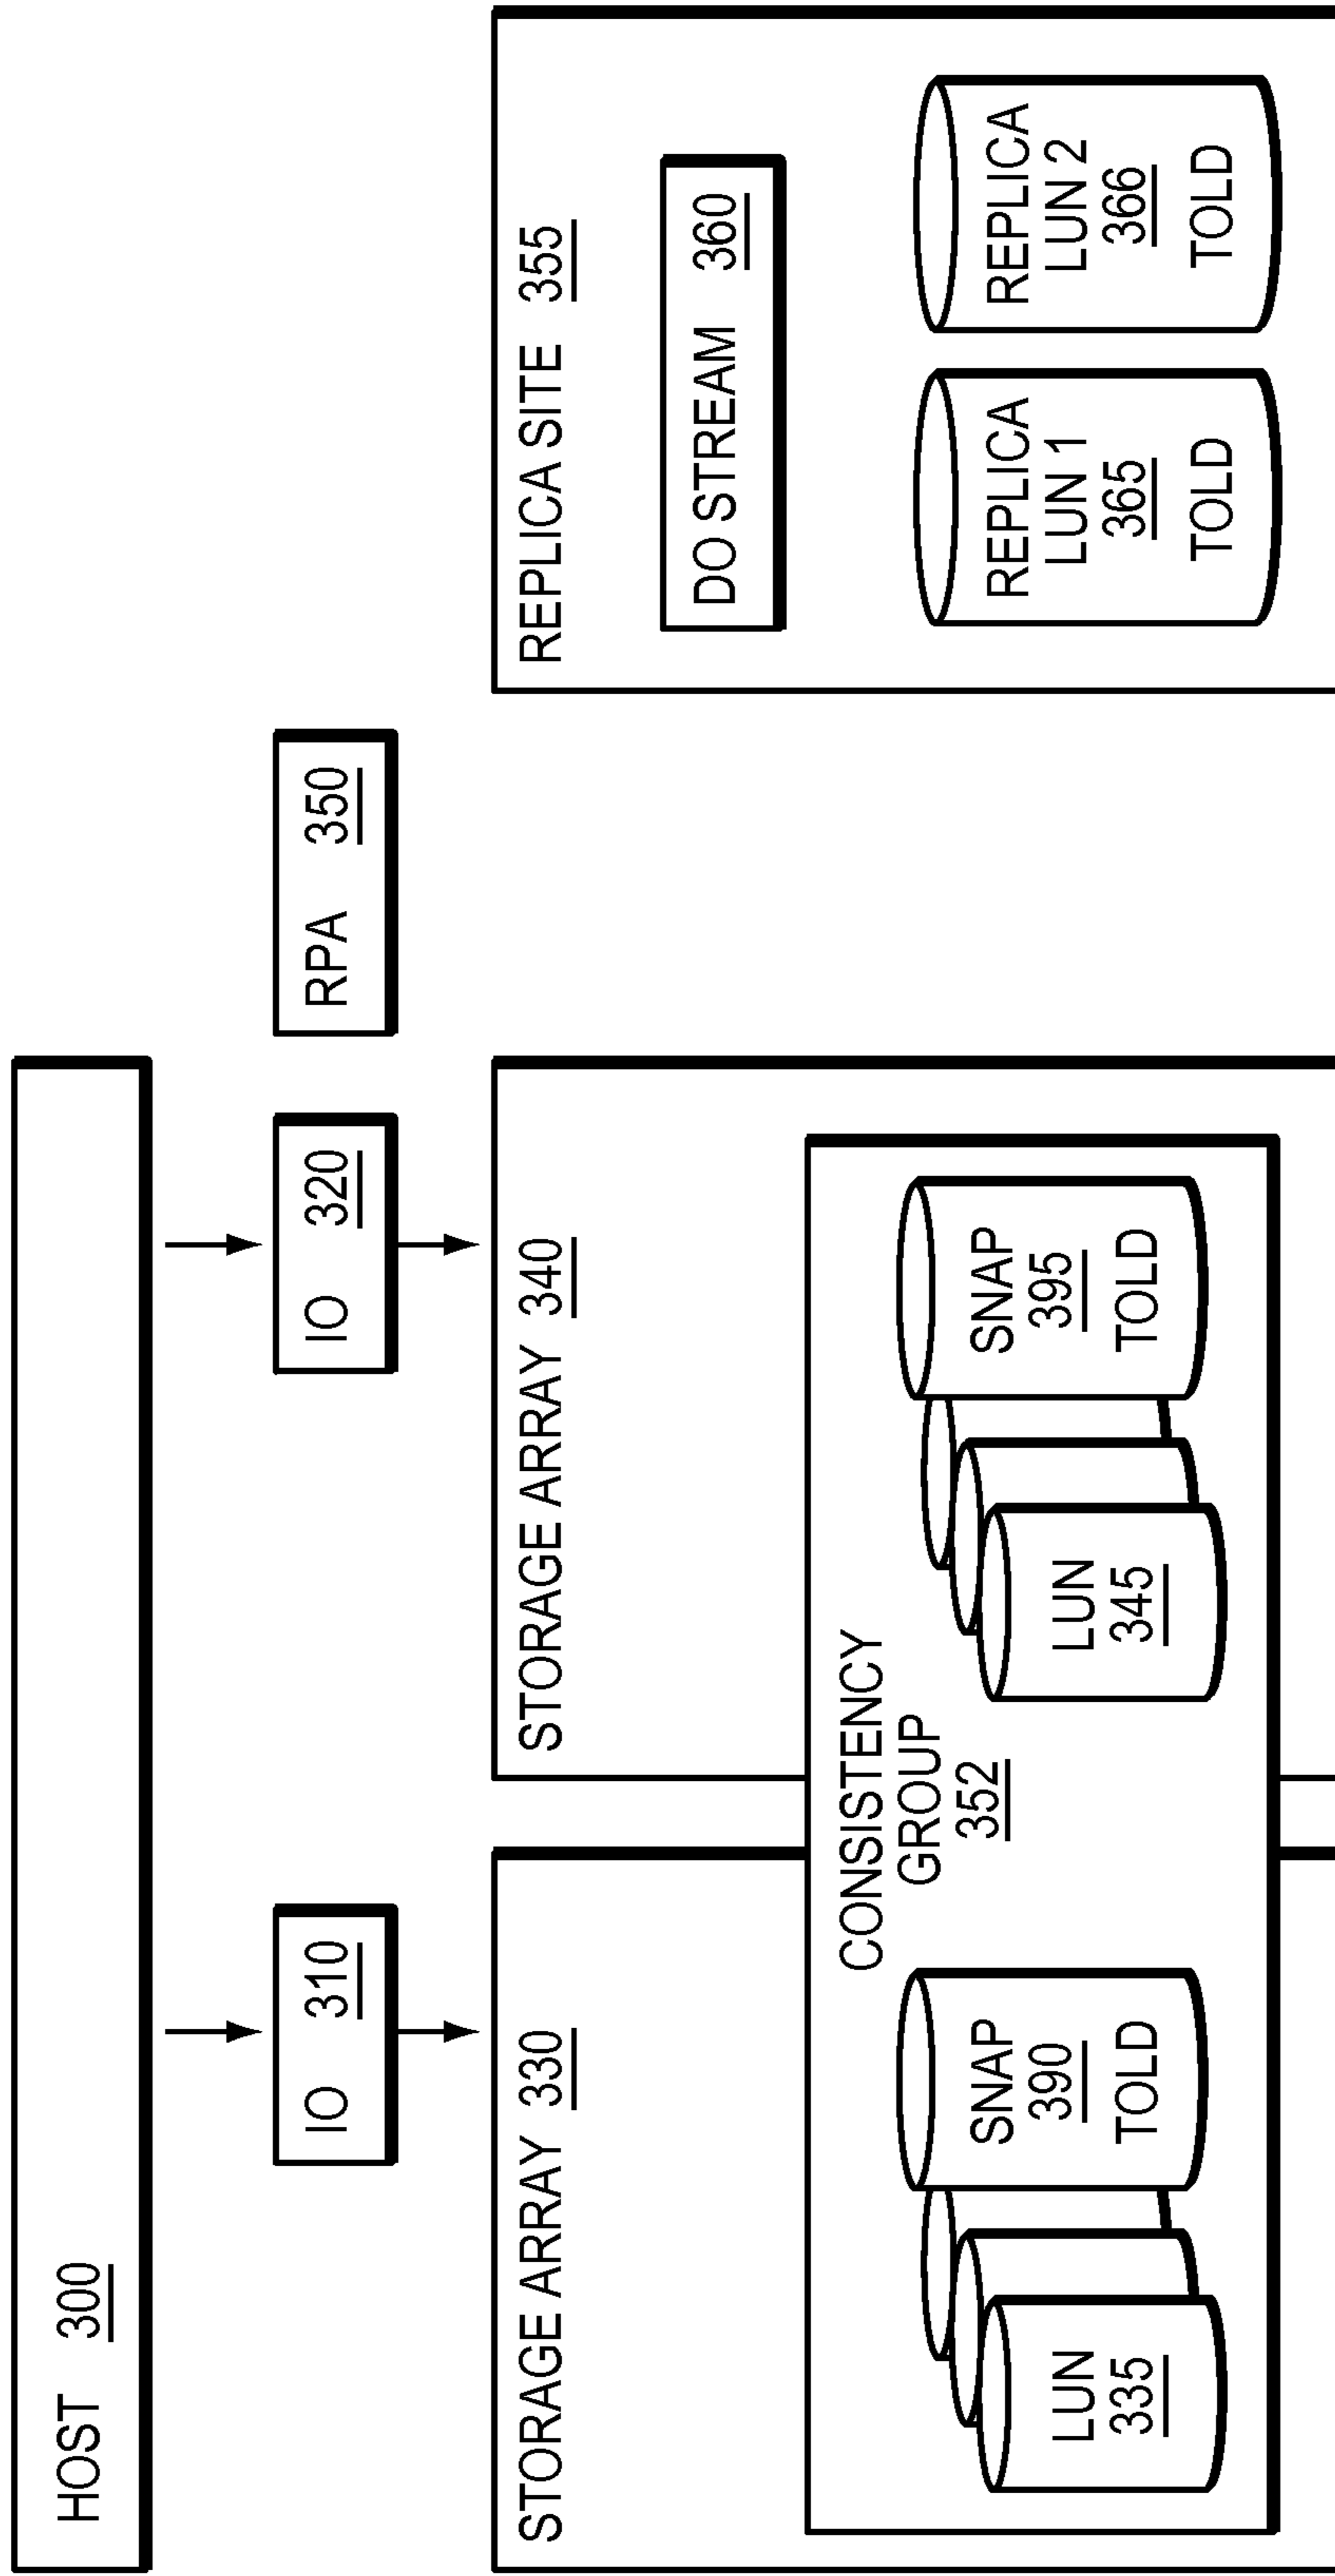 HOST 300
IO 310
IO 320
RPA 350
STORAGE ARRAY 330
STORAGE ARRAY 340
CONSISTENCY
GROUP
352
LUN
335
SNAP
390
TOLD
LUN
345
SNAP
395
TOLD
REPLICA SITE 355
DO STREAM 360
REPLICA
LUN 1
365
TOLD
REPLICA
LUN 2
366
TOLD